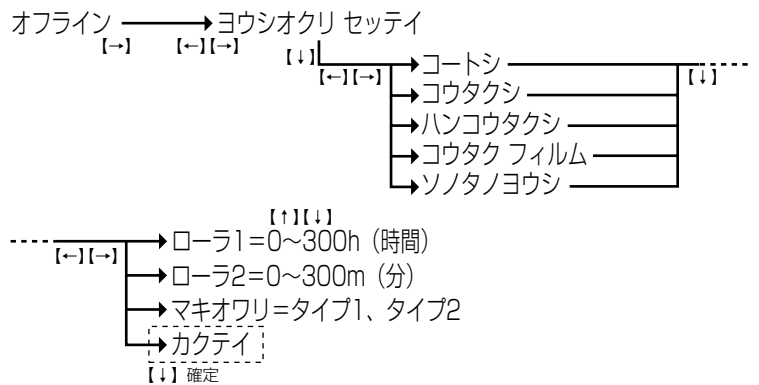 オフライン ヨウシオクリ セッテイ
【→】 【←】【→】 【↓】
コートシ
【←】【→】 【↓】
コウタクシ
ハンコウタクシ
コウタク フィルム
ソノタノヨウシ
【↑】【↓】
ローラ1=0~300h(時間)
【←】【→】
ローラ2=0~300m(分)
マキオワリ=タイプ1、タイプ2
カクテイ
【↓】確定